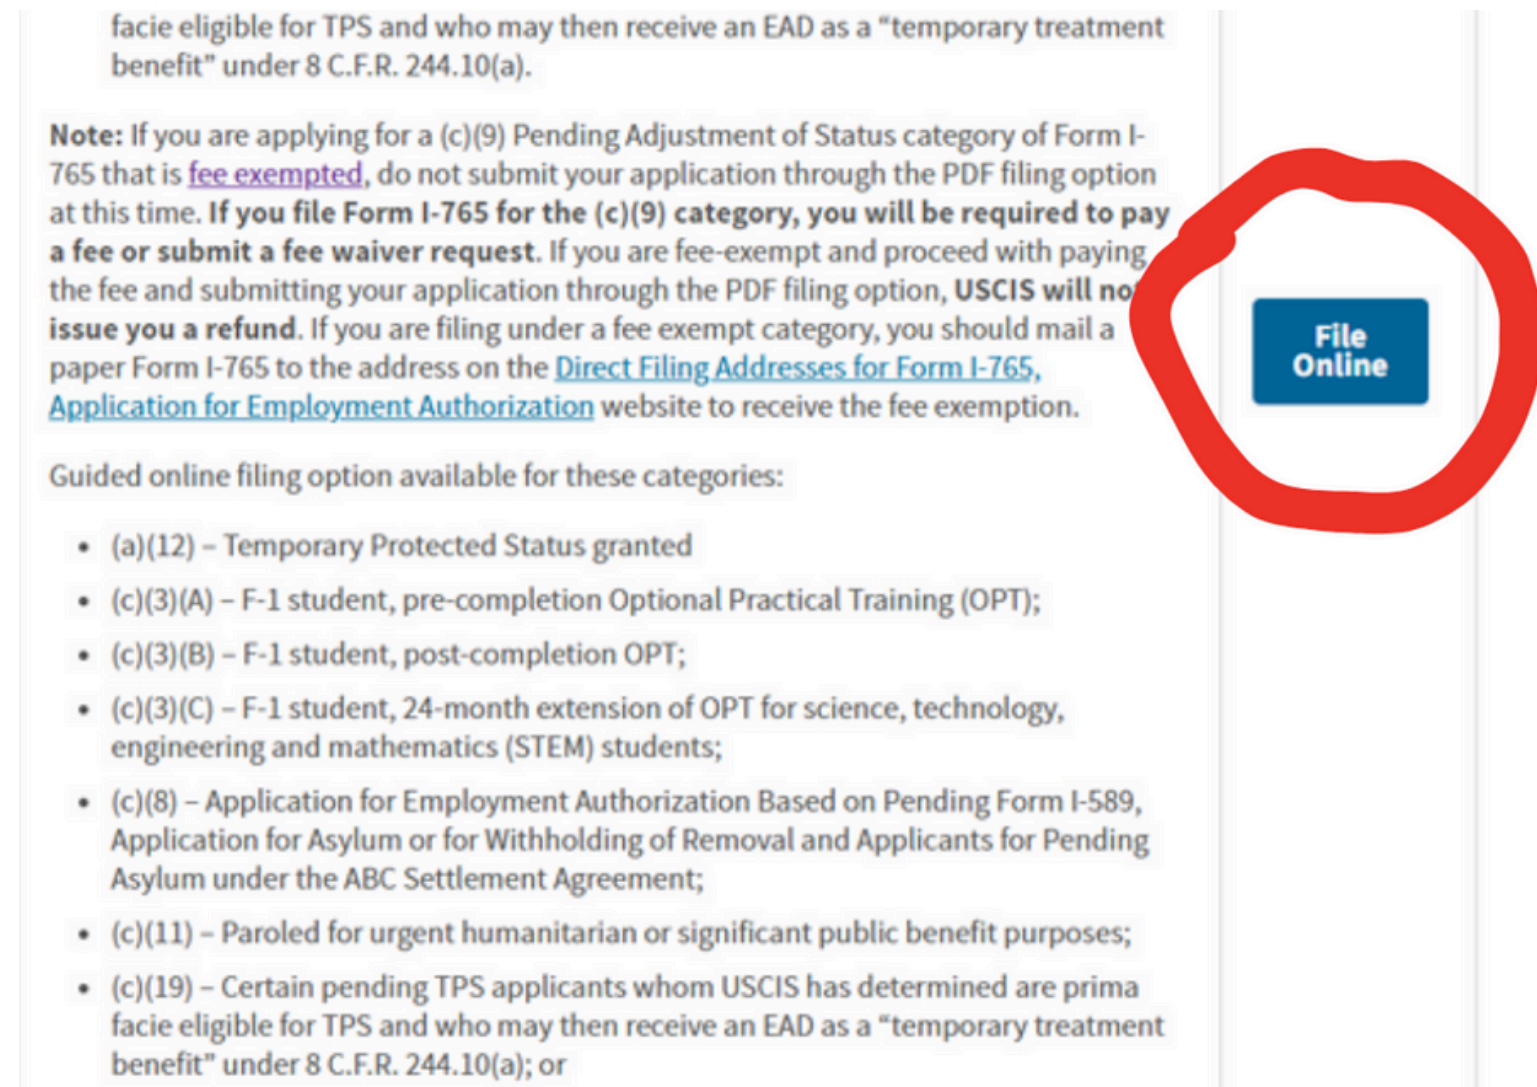 facie eligible for TPS and who may then receive an EAD as a “temporary treatment
benefit” under 8 C.F.R. 244.10(a).
Note: If you are applying for a (c)(9) Pending Adjustment of Status category of Form I-
765 that is fee exempted, do not submit your application through the PDF filing option
at this time. If you file Form I-765 for the (c)(9) category, you will be required to pay
a fee or submit a fee waiver request. If you are fee-exempt and proceed with paying
the fee and submitting your application through the PDF filing option, USCIS will not
issue you a refund. If you are filing under a fee exempt category, you should mail a
paper Form I-765 to the address on the Direct Filing Addresses for Form I-765,
Application for Employment Authorization website to receive the fee exemption.
File
Online
Guided online filing option available for these categories:
• (a)(12) – Temporary Protected Status granted
• (c)(3)(A) – F-1 student, pre-completion Optional Practical Training (OPT);
• (c)(3)(B) – F-1 student, post-completion OPT;
• (c)(3)(C) – F-1 student, 24-month extension of OPT for science, technology,
engineering and mathematics (STEM) students;
• (c)(8) – Application for Employment Authorization Based on Pending Form I-589,
Application for Asylum or for Withholding of Removal and Applicants for Pending
Asylum under the ABC Settlement Agreement;
• (c)(11) – Paroled for urgent humanitarian or significant public benefit purposes;
• (c)(19) – Certain pending TPS applicants whom USCIS has determined are prima
facie eligible for TPS and who may then receive an EAD as a “temporary treatment
benefit” under 8 C.F.R. 244.10(a); or